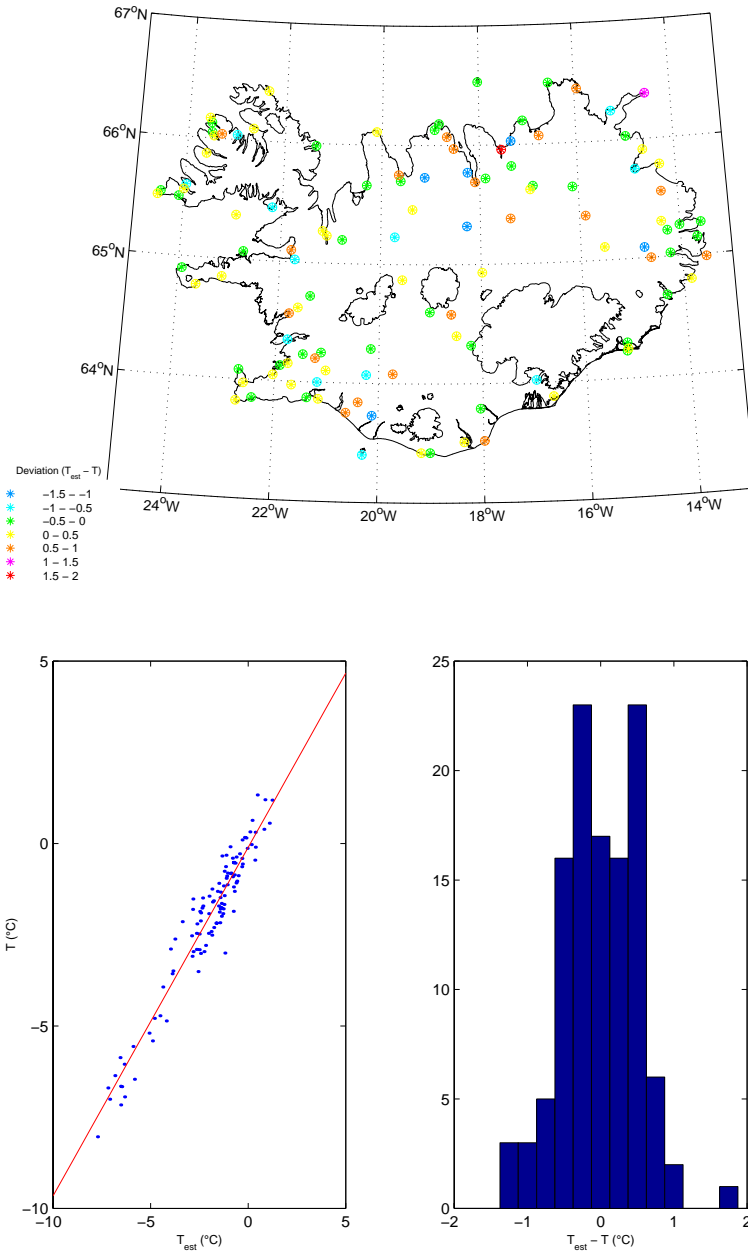 67°N
66°N
65°N
64°N
24°W 22°W 20°W 18°W 16°W 14°W
Deviation (T_est − T)
−1.5 − −1
−1 − −0.5
−0.5 − 0
0 − 0.5
0.5 − 1
1 − 1.5
1.5 − 2
5
0
−5
−10
T (°C)
−10 −5 0 5
T_est (°C)
25
20
15
10
5
0
−2 −1 0 1 2
T_est − T (°C)